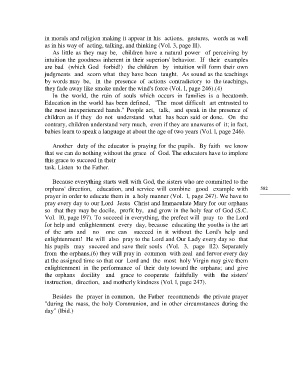 in morals and religion making it appear in his actions, gestures, words as well
as in his way of acting, talking, and thinking (Vol. 3, page III).
As little as they may be, children have a natural power of perceiving by
intuition the goodness inherent in their superiors' behavior. If their examples
are bad (which God forbid!) the children by intuition will form their own
judgments and scorn what they have been taught. As sound as the teachings
by words may be, in the presence of actions contradictory to the teachings,
they fade away like smoke under the wind's force (Vol. 1, page 246).(4)
In the world, the ruin of souls which occurs in families is a hecatomb.
Education in the world has been defined, "The most difficult art entrusted to
the most inexperienced hands." People act, talk, and speak in the presence of
children as if they do not understand what has been said or done. On the
contrary, children understand very much, even if they are unaware of it; in fact,
babies learn to speak a language at about the age of two years (Vol. 1, page 246).
Another duty of the educator is praying for the pupils. By faith we know
that we can do nothing without the grace of God. The educators have to implore
this grace to succeed in their
task. Listen to the Father.
Because everything starts well with God, the sisters who are committed to the
orphans' direction, education, and service will combine good example with
prayer in order to educate them in a holy manner (Vol. 1, page 247). We have to
pray every day to our Lord Jesus Christ and Immaculate Mary for our orphans
so that they may be docile, profit by, and grow in the holy fear of God (S.C.
Vol. 10, page 197). To succeed in everything, the prefect will pray to the Lord
for help and enlightenment every day, because educating the youths is the art
of the arts and no one can succeed in it without the Lord's help and
enlightenment! He will also pray to the Lord and Our Lady every day so that
his pupils may succeed and save their souls (Vol. 3, page 112). Separately
from the orphans,(6) they will pray in common with zeal and fervor every day
at the assigned time so that our Lord and the most holy Virgin may give them
enlightenment in the performance of their duty toward the orphans; and give
the orphans docility and grace to cooperate faithfully with the sisters'
instruction, direction, and motherly kindness (Vol. 1, page 247).
Besides the prayer in common, the Father recommends the private prayer
"during the mass, the holy Communion, and in other circumstances during the
day" (Ibid.)
582